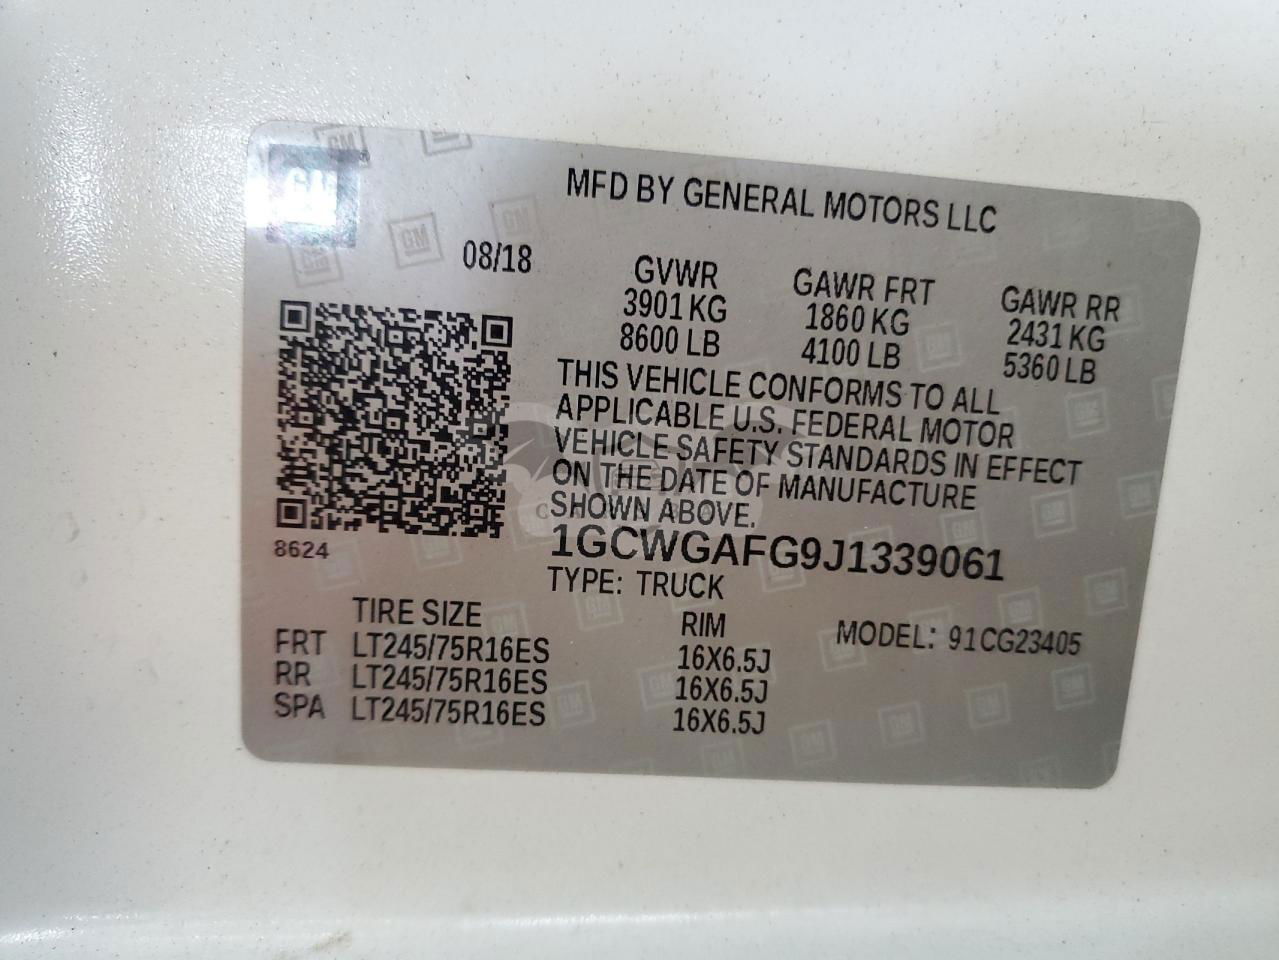 GM
MFD BY GENERAL MOTORS LLC
08/18
GVWR GAWR FRT GAWR RR
3901 KG 1860 KG 2431 KG
8600 LB 4100 LB 5360 LB
THIS VEHICLE CONFORMS TO ALL
APPLICABLE U.S. FEDERAL MOTOR
VEHICLE SAFETY STANDARDS IN EFFECT
ON THE DATE OF MANUFACTURE
SHOWN ABOVE.
8624
1GCWGAFG9J1339061
TYPE: TRUCK
TIRE SIZE RIM MODEL: 91CG23405
FRT LT245/75R16ES 16X6.5J
RR LT245/75R16ES 16X6.5J
SPA LT245/75R16ES 16X6.5J